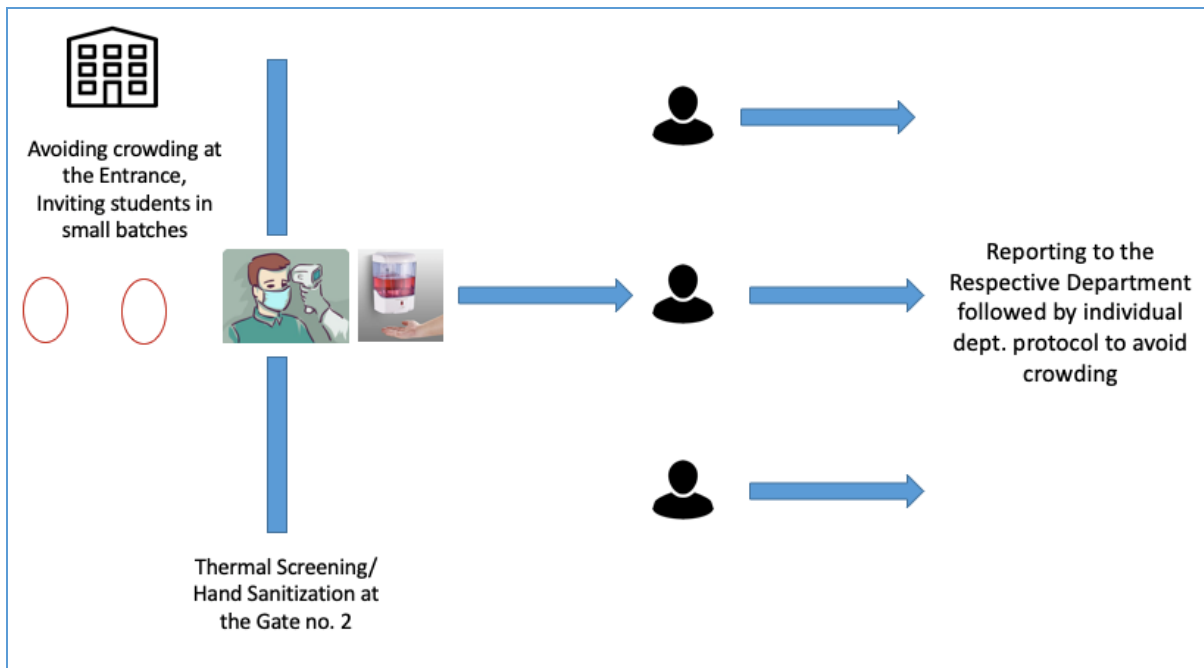 Avoiding crowding at
the Entrance,
Inviting students in
small batches
Thermal Screening/
Hand Sanitization at
the Gate no. 2
Reporting to the
Respective Department
followed by individual
dept. protocol to avoid
crowding